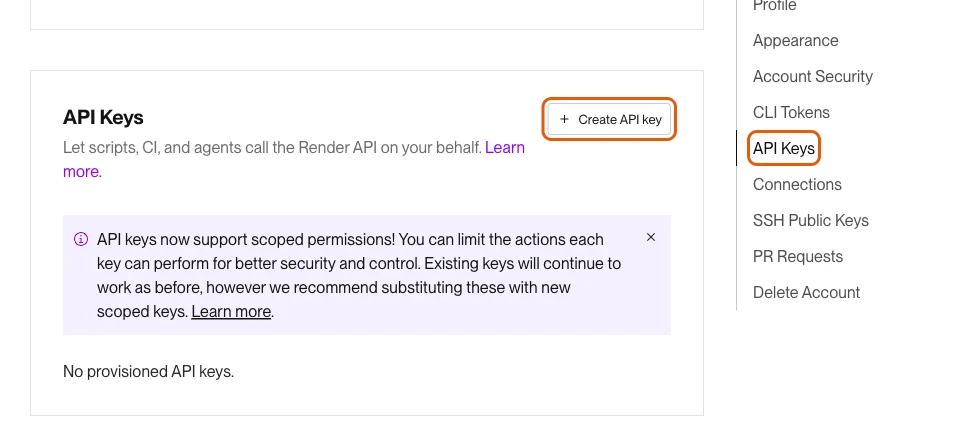 API Keys
+ Create API key
Let scripts, CI, and agents call the Render API on your behalf. Learn
more.
API keys now support scoped permissions! You can limit the actions each
key can perform for better security and control. Existing keys will continue to
work as before, however we recommend substituting these with new
scoped keys. Learn more.
No provisioned API keys.
Profile
Appearance
Account Security
CLI Tokens
API Keys
Connections
SSH Public Keys
PR Requests
Delete Account